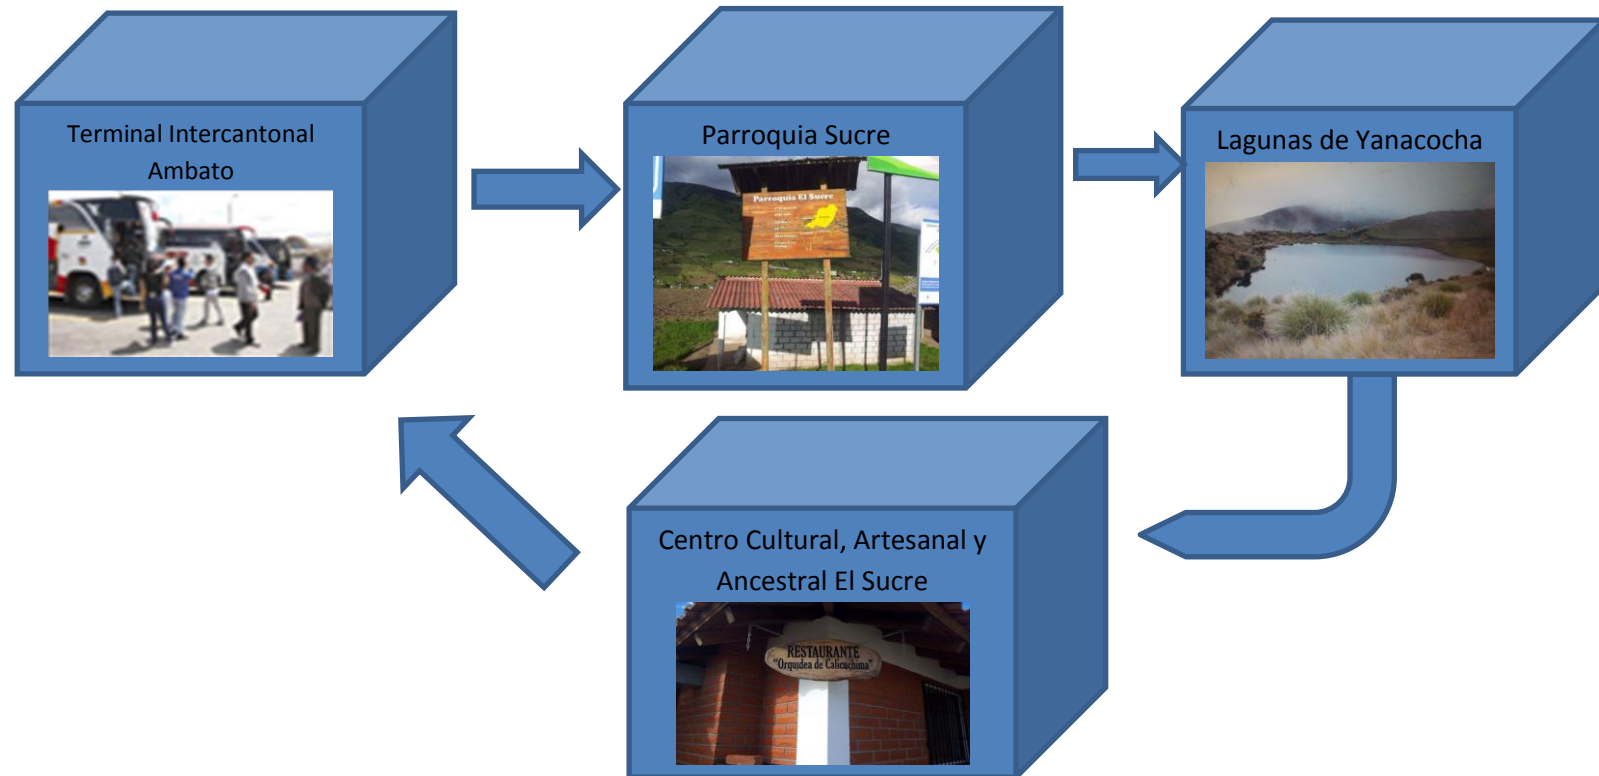 Terminal Intercantonal
Ambato
Parroquia Sucre
Parroquia El Sucre
Lagunas de Yanacocha
Centro Cultural, Artesanal y
Ancestral El Sucre
RESTAURANTE
"Orquidea de Calicuchima"